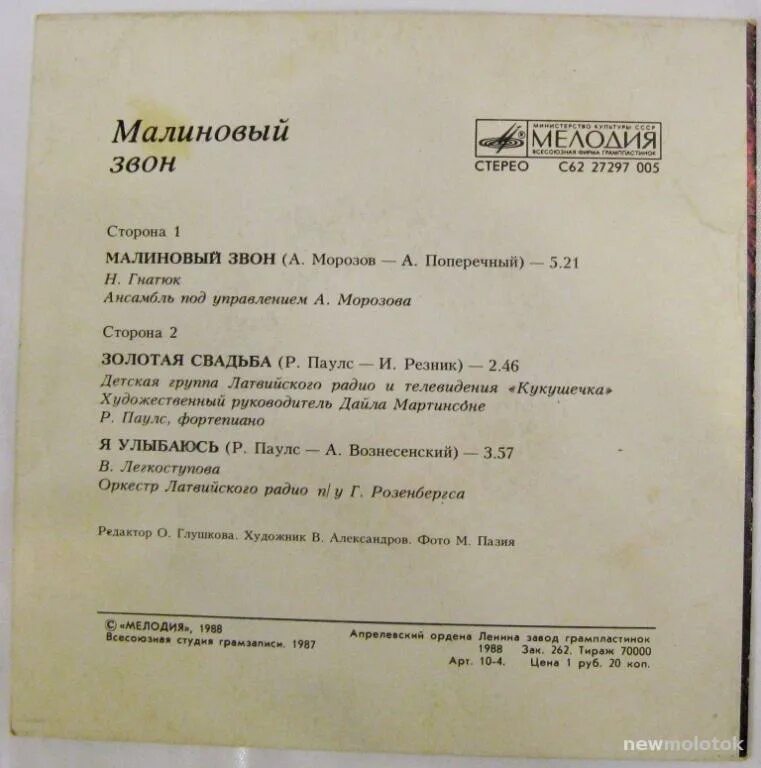 Малиновый
звон
МИНИСТЕРСТВО КУЛЬТУРЫ СССР
МЕЛОДИЯ
ВСЕСОЮЗНАЯ ФИРМА ГРАМПЛАСТИНОК
СТЕРЕО С62 27297 005
Сторона 1
МАЛИНОВЫЙ ЗВОН (А. Морозов — А. Поперечный) — 5.21
Н. Гнатюк
Ансамбль под управлением А. Морозова
Сторона 2
ЗОЛОТАЯ СВАДЬБА (Р. Паулс — И. Резник) — 2.46
Детская группа Латвийского радио и телевидения «Кукушечка»
Художественный руководитель Дайла Мартинсоне
Р. Паулс, фортепиано
Я УЛЫБАЮСЬ (Р. Паулс — А. Вознесенский) — 3.57
В. Легкоступова
Оркестр Латвийского радио п/у Г. Розенбергса
Редактор О. Глушкова. Художник В. Александров. Фото М. Пазия
© «МЕЛОДИЯ», 1988
Всесоюзная студия грамзаписи. 1987
Апрелевский ордена Ленина завод грампластинок
1988 Зак. 262. Тираж 70000
Арт. 10-4. Цена 1 руб. 20 коп.
newmolotok